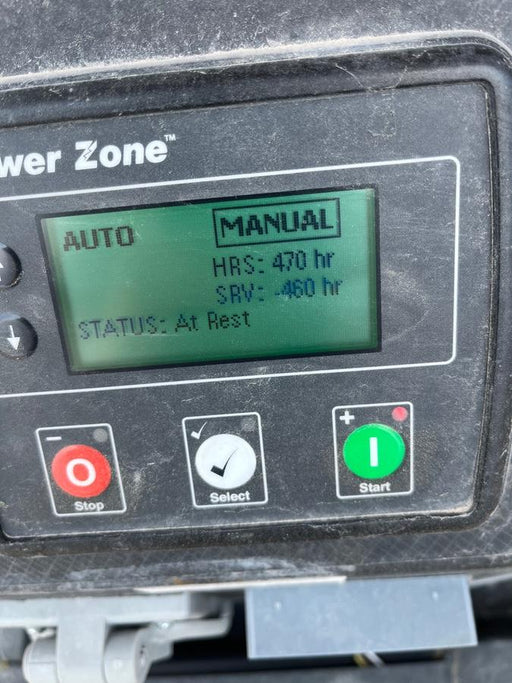 wer Zone™
AUTO MANUAL
HRS: 470 hr
SRV: -460 hr
STATUS: At Rest
Stop
Select
Start